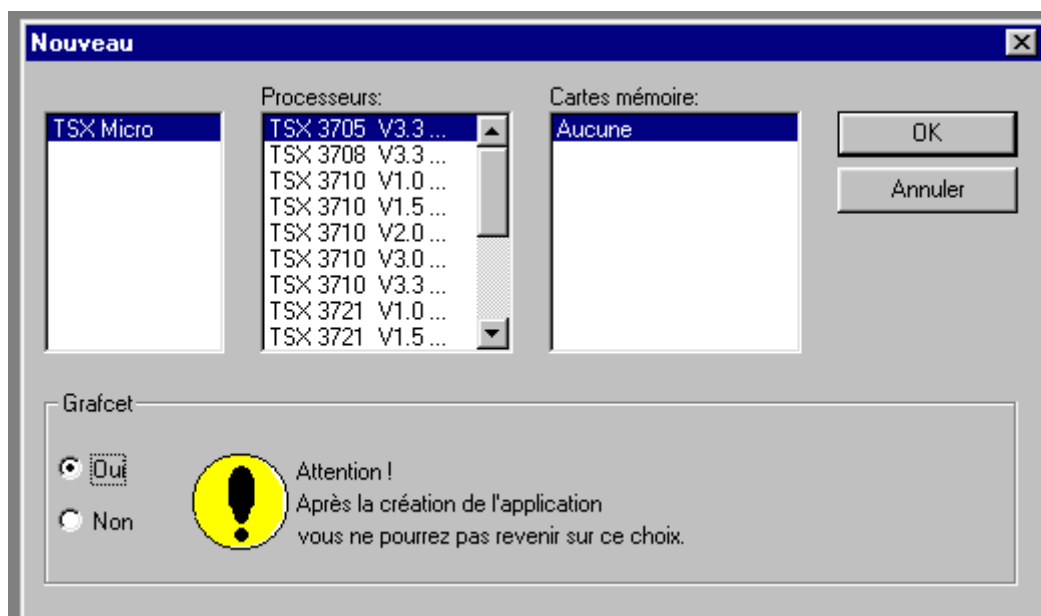 Nouveau
Processeurs:
Cartes mémoire:
TSX Micro
TSX 3705 V3.3 ...
TSX 3708 V3.3 ...
TSX 3710 V1.0 ...
TSX 3710 V1.5 ...
TSX 3710 V2.0 ...
TSX 3710 V3.0 ...
TSX 3710 V3.3 ...
TSX 3721 V1.0 ...
TSX 3721 V1.5 ...
Aucune
OK
Annuler
Grafcet
Oui
Non
Attention !
Après la création de l'application
vous ne pourrez pas revenir sur ce choix.